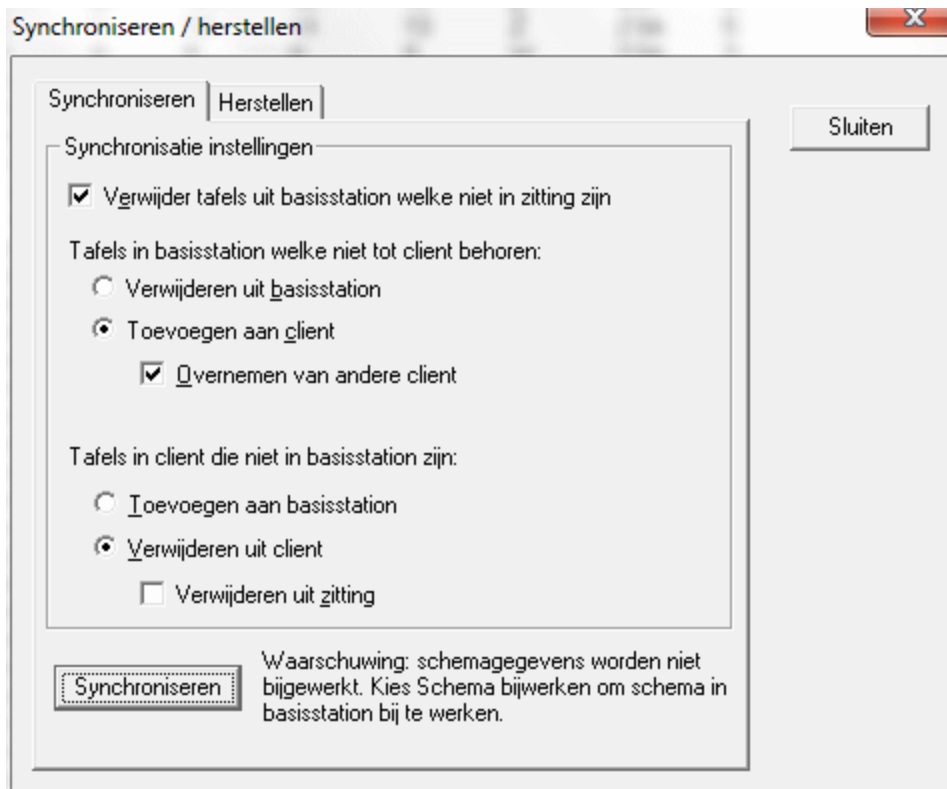 Synchroniseren / herstellen
Synchroniseren
Herstellen
Sluiten
Synchronisatie instellingen
Verwijder tafels uit basisstation welke niet in zitting zijn
Tafels in basisstation welke niet tot client behoren:
Verwijderen uit basisstation
Toevoegen aan client
Overnemen van andere client
Tafels in client die niet in basisstation zijn:
Toevoegen aan basisstation
Verwijderen uit client
Verwijderen uit zitting
Synchroniseren
Waarschuwing: schemagegevens worden niet
bijgewerkt. Kies Schema bijwerken om schema in
basisstation bij te werken.